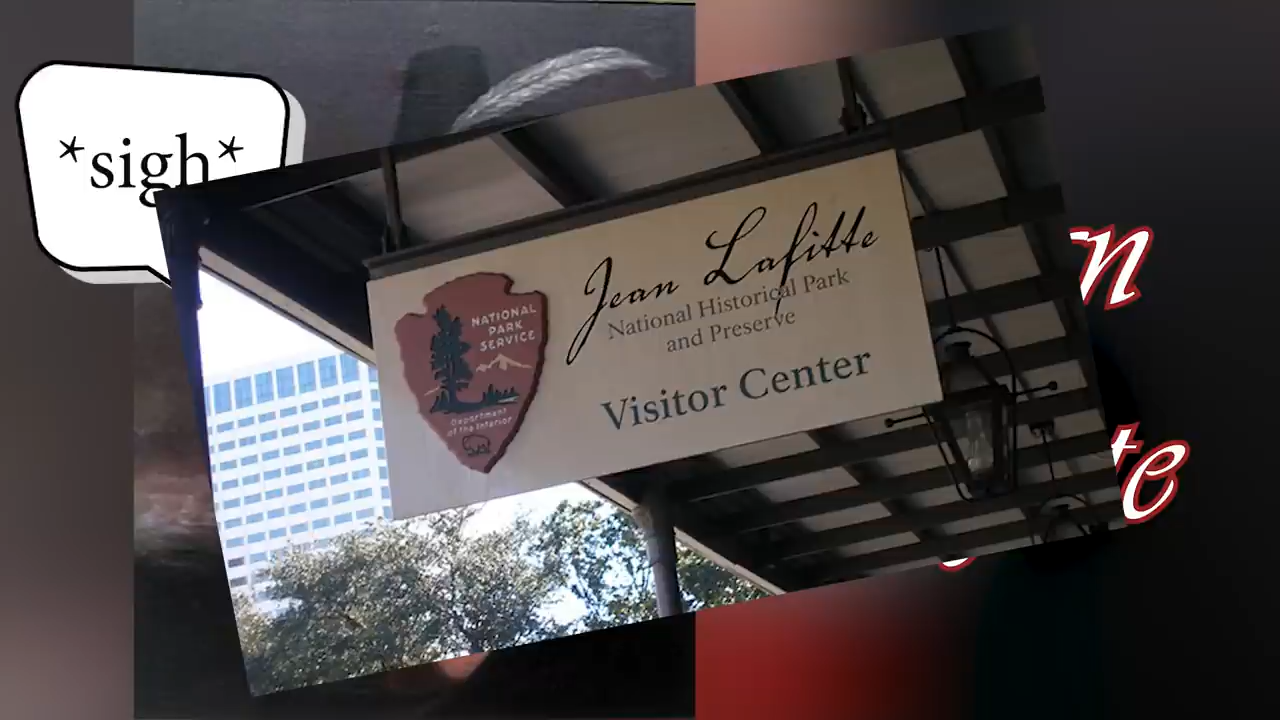 *sigh*
Jean Lafitte
National Historical Park
and Preserve
Visitor Center
NATIONAL
PARK
SERVICE
Department
of the Interior